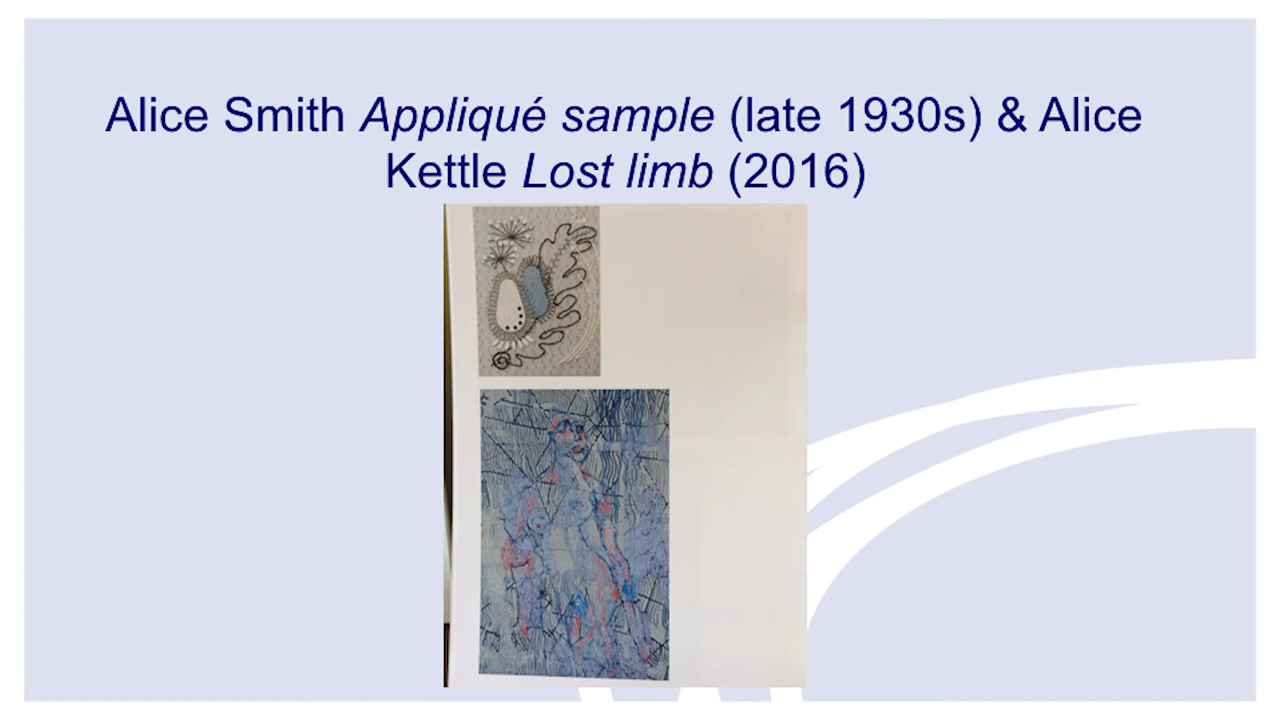 Alice Smith Appliqué sample (late 1930s) & Alice
Kettle Lost limb (2016)